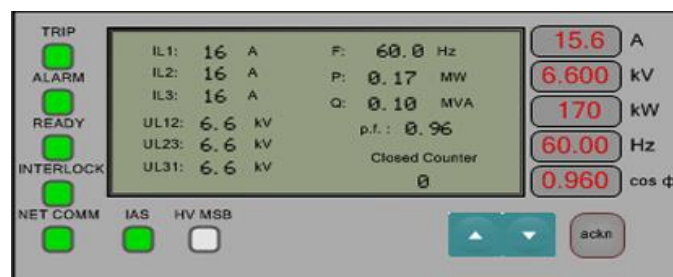 TRIP
ALARM
READY
INTERLOCK
NET COMM
IAS
HV MSB
IL1: 16 A
IL2: 16 A
IL3: 16 A
UL12: 6.6 kV
UL23: 6.6 kV
UL31: 6.6 kV
F: 60.0 Hz
P: 0.17 MW
Q: 0.10 MVA
p.f.: 0.96
Closed Counter
0
15.6 A
6.600 kV
170 kW
60.00 Hz
0.960 cos ф
ackn